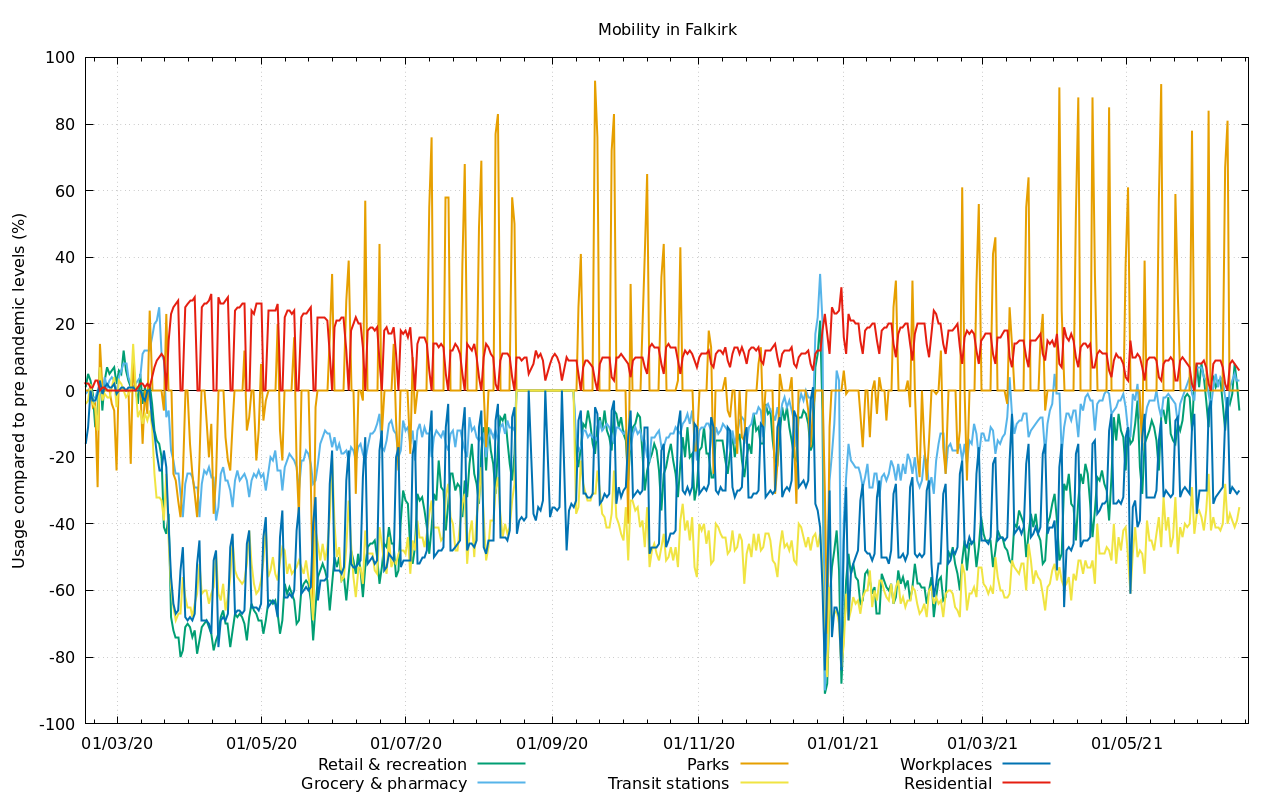 Mobility in Falkirk
Usage compared to pre pandemic levels (%)
100
80
60
40
20
0
-20
-40
-60
-80
-100
01/03/20 01/05/20 01/07/20 01/09/20 01/11/20 01/01/21 01/03/21 01/05/21
Retail & recreation Parks Workplaces
Grocery & pharmacy Transit stations Residential